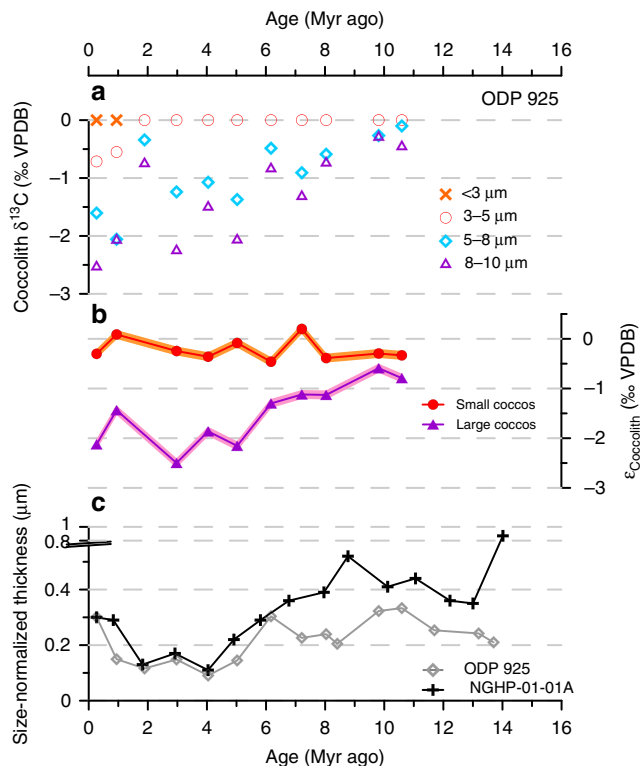 Age (Myr ago)
0 2 4 6 8 10 12 14 16
a
ODP 925
0
−1
−2
−3
Coccolith δ¹³C (‰ VPDB)
<3 μm
3–5 μm
5–8 μm
8–10 μm
b
0
−1
−2
−3
εCoccolith (‰ VPDB)
Small coccos
Large coccos
c
1
0.8
0.4
0.2
0
Size-normalized thickness (μm)
ODP 925
NGHP-01-01A
0 2 4 6 8 10 12 14 16
Age (Myr ago)